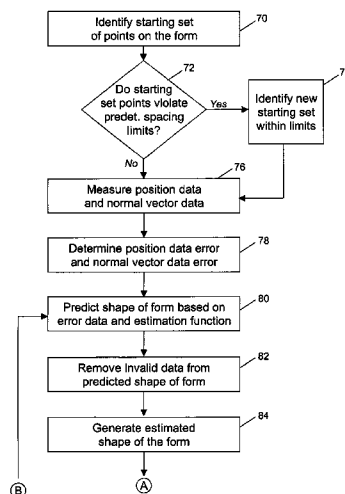 Identify starting set
of points on the form
70
72
Do starting
set points violate
predet. spacing
limits?
Yes
7
Identify new
starting set
within limits
No
76
Measure position data
and normal vector data
78
Determine position data error
and normal vector data error
80
Predict shape of form based on
error data and estimation function
82
Remove Invalid data from
predicted shape of form
84
Generate estimated
shape of the form
B
A